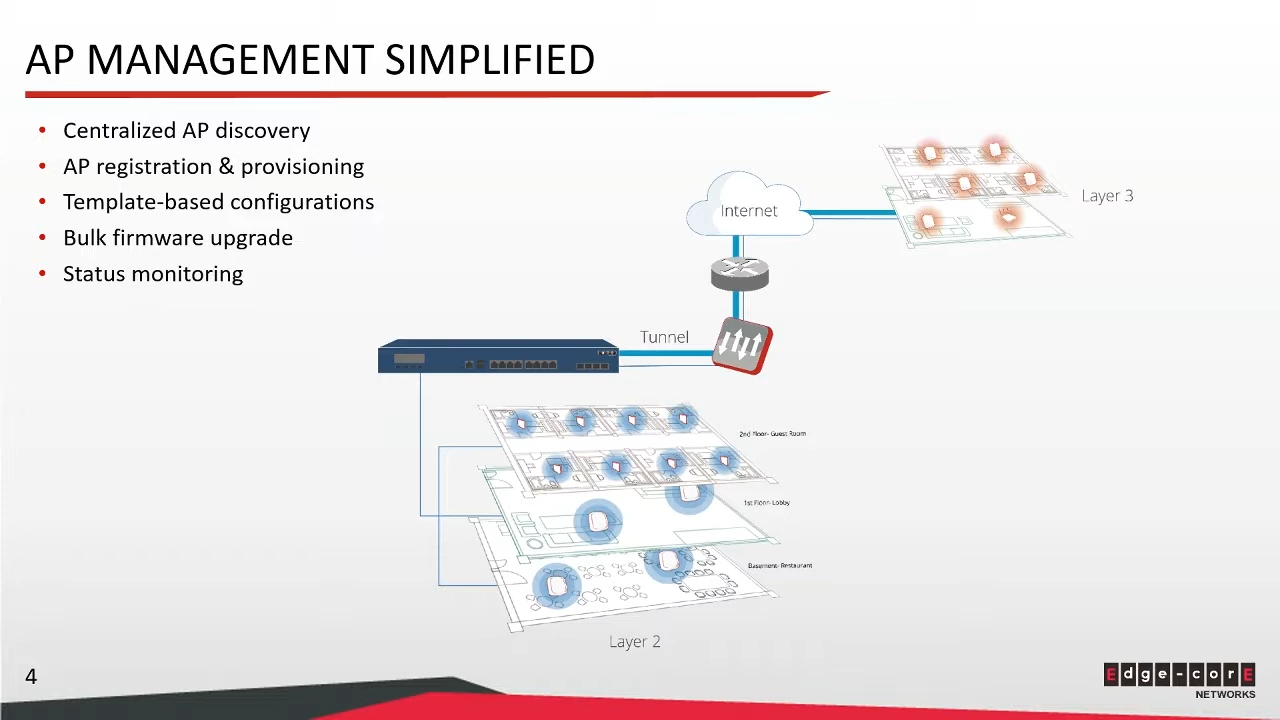 AP MANAGEMENT SIMPLIFIED
• Centralized AP discovery
• AP registration & provisioning
• Template-based configurations
• Bulk firmware upgrade
• Status monitoring
Internet
Layer 3
Tunnel
2nd Floor- Guest Room
1st Floor- Lobby
Basement- Restaurant
Layer 2
4
Edge-corE
NETWORKS